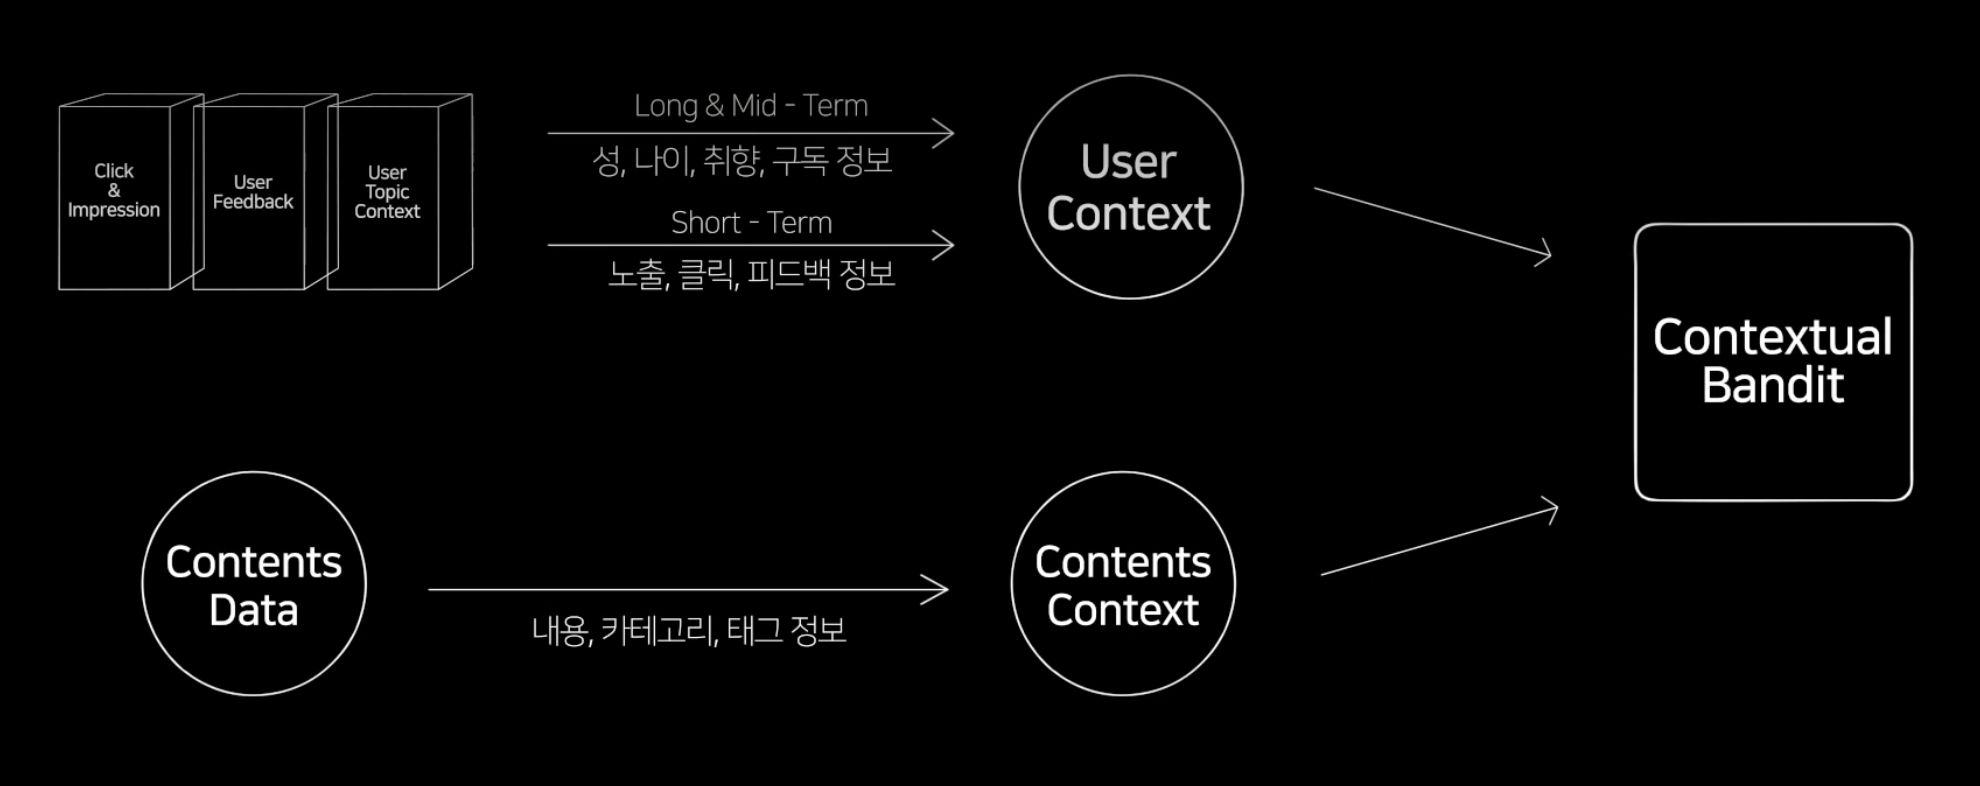 Click
&
Impression
User
Feedback
User
Topic
Context
Long & Mid - Term
성, 나이, 취향, 구독 정보
Short - Term
노출, 클릭, 피드백 정보
User
Context
Contextual
Bandit
Contents
Data
내용, 카테고리, 태그 정보
Contents
Context